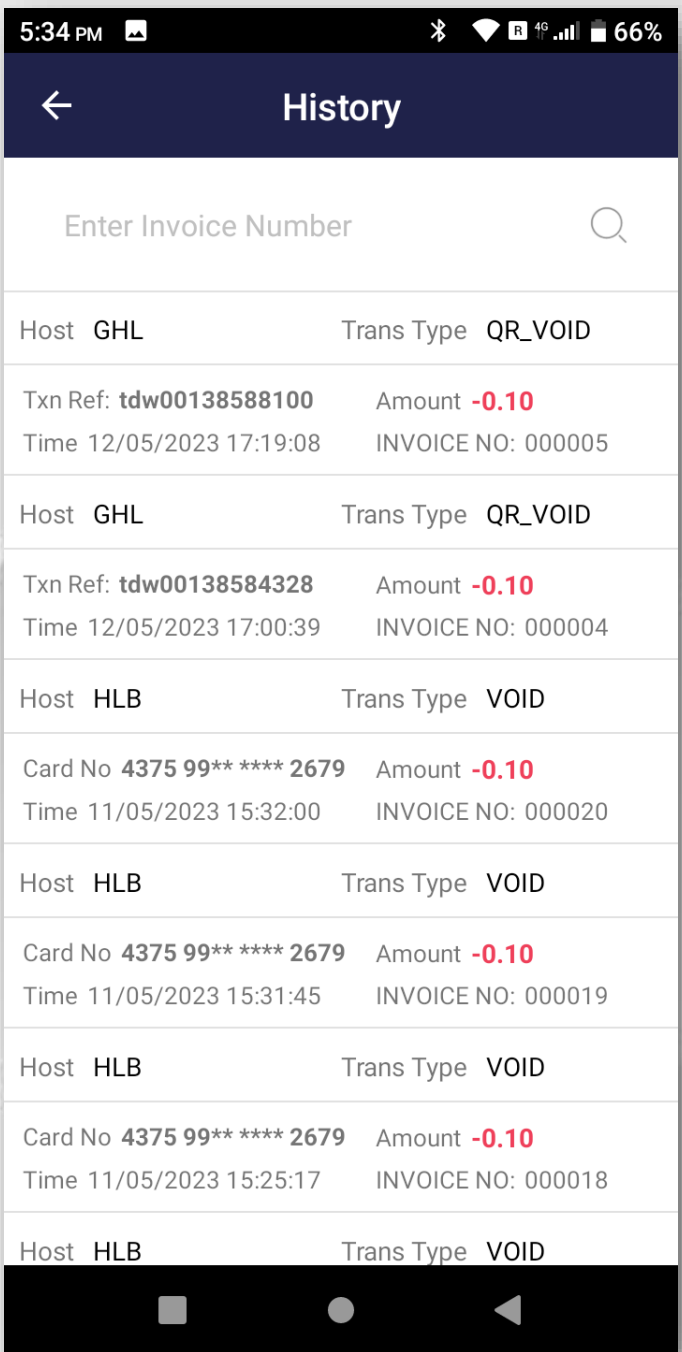 5:34 PM R 4G 66%
History
Enter Invoice Number
Host GHL Trans Type QR_VOID
Txn Ref: tdw00138588100 Amount -0.10
Time 12/05/2023 17:19:08 INVOICE NO: 000005
Host GHL Trans Type QR_VOID
Txn Ref: tdw00138584328 Amount -0.10
Time 12/05/2023 17:00:39 INVOICE NO: 000004
Host HLB Trans Type VOID
Card No 4375 99** **** 2679 Amount -0.10
Time 11/05/2023 15:32:00 INVOICE NO: 000020
Host HLB Trans Type VOID
Card No 4375 99** **** 2679 Amount -0.10
Time 11/05/2023 15:31:45 INVOICE NO: 000019
Host HLB Trans Type VOID
Card No 4375 99** **** 2679 Amount -0.10
Time 11/05/2023 15:25:17 INVOICE NO: 000018
Host HLB Trans Type VOID